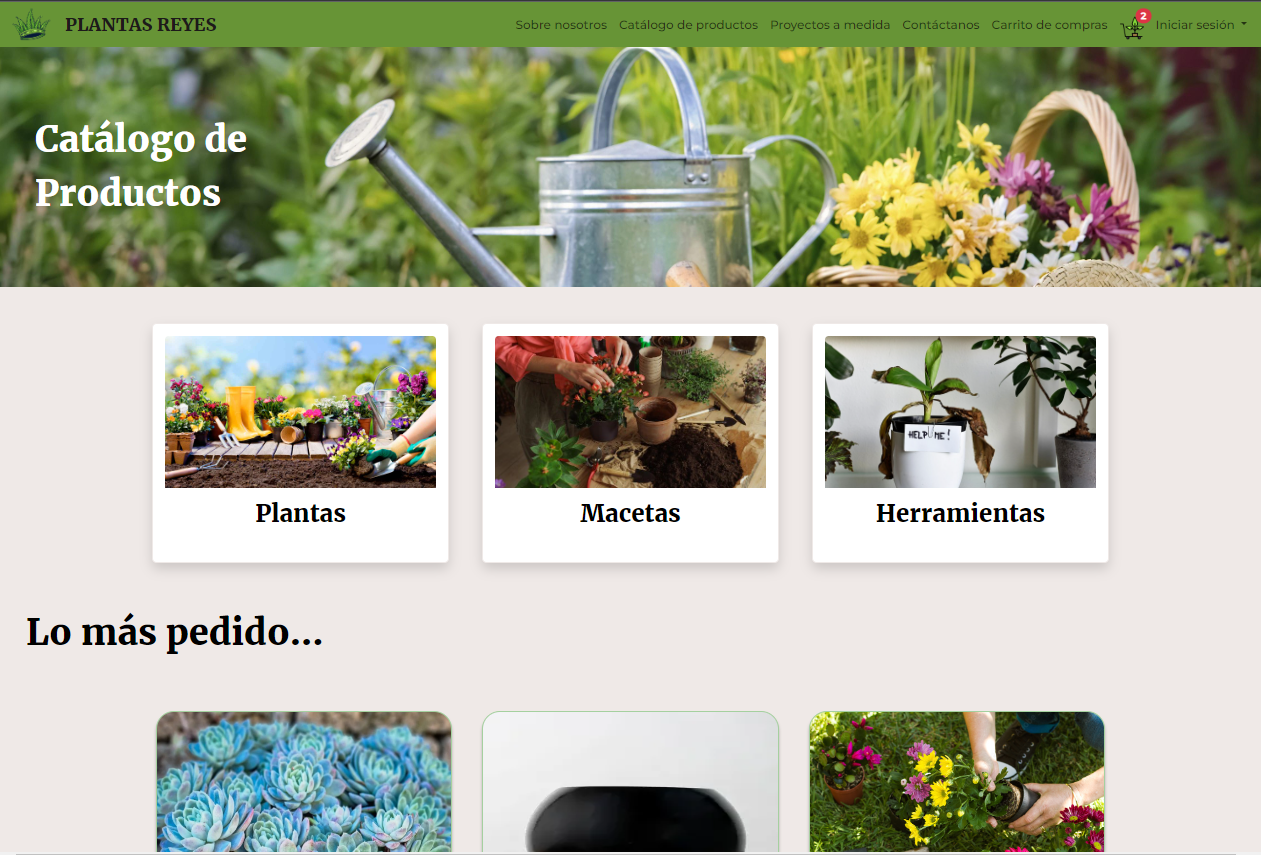 PLANTAS REYES
Sobre nosotros
Catálogo de productos
Proyectos a medida
Contáctanos
Carrito de compras
2
Iniciar sesión
Catálogo de
Productos
HELP ME!
Plantas
Macetas
Herramientas
Lo más pedido...